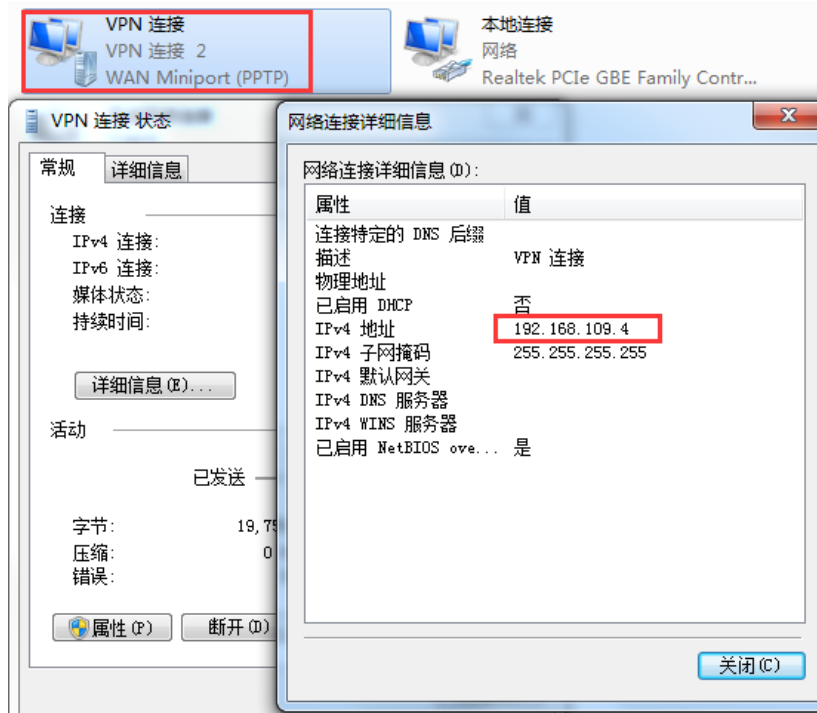 VPN 连接
VPN 连接 2
WAN Miniport (PPTP)
本地连接
网络
Realtek PCIe GBE Family Contr...
VPN 连接 状态
常规
详细信息
连接
IPv4 连接:
IPv6 连接:
媒体状态:
持续时间:
详细信息(E)...
活动
已发送
字节: 19,75
压缩: 0
错误:
属性(P)
断开(D)
网络连接详细信息
网络连接详细信息(D):
属性 值
连接特定的 DNS 后缀
描述 VPN 连接
物理地址
已启用 DHCP 否
IPv4 地址 192.168.109.4
IPv4 子网掩码 255.255.255.255
IPv4 默认网关
IPv4 DNS 服务器
IPv4 WINS 服务器
已启用 NetBIOS ove... 是
关闭(C)